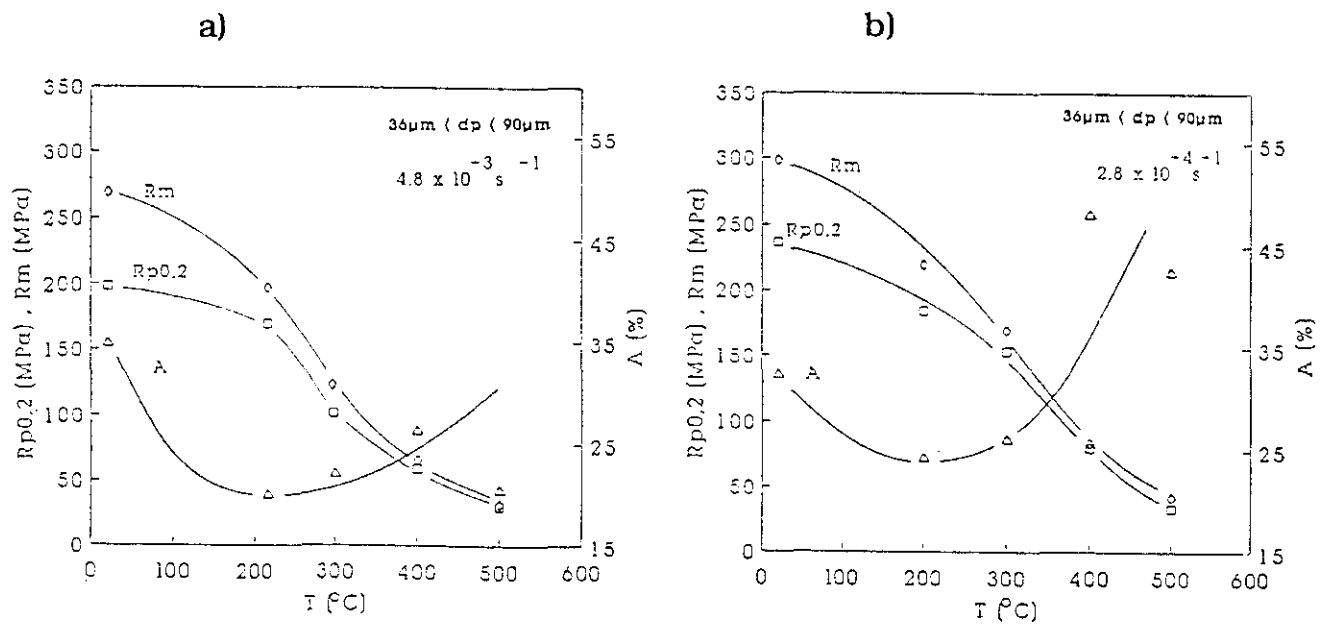 a)
350
300
250
200
150
100
50
0
Rp0.2 (MPa) , Rm (MPa)
36µm ⟨ dp ⟨ 90µm
4.8 x 10⁻³ s⁻¹
Rm
Rp0.2
A
55
45
35
25
15
A (%)
0 100 200 300 400 500 600
T (ºC)
b)
350
300
250
200
150
100
50
0
Rp0.2 (MPa) , Rm (MPa)
36µm ⟨ dp ⟨ 90µm
2.8 x 10⁻⁴ s⁻¹
Rm
Rp0.2
A
55
45
35
25
15
A (%)
0 100 200 300 400 500 600
T (ºC)